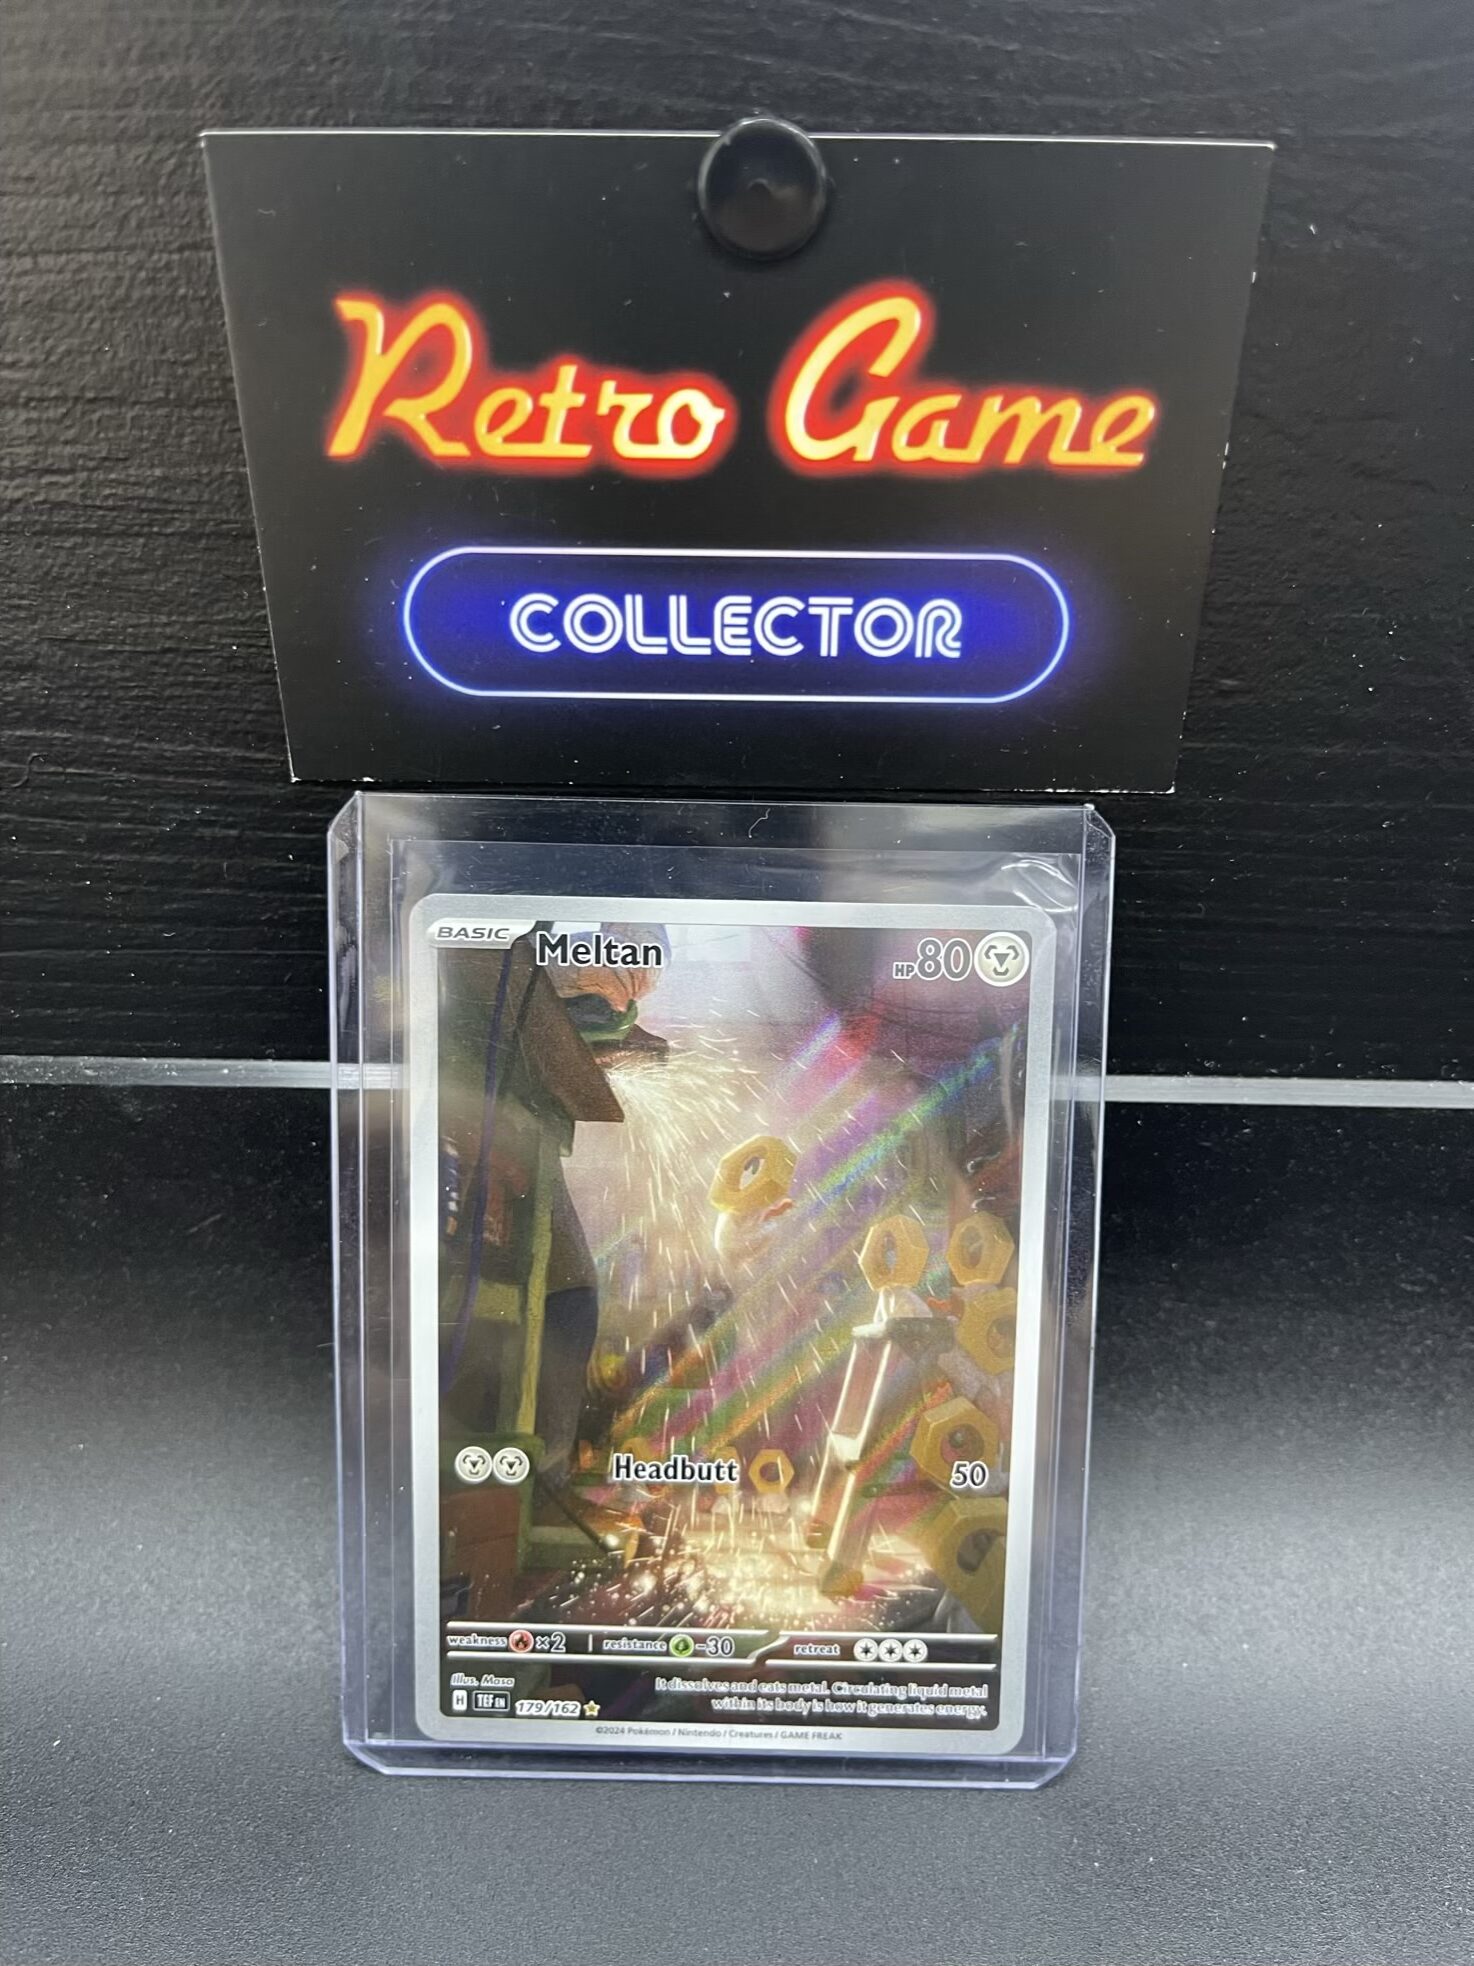 Retro Game
COLLECTOR
BASIC Meltan HP80
Headbutt 50
weakness ×2 resistance -30 retreat
Illus. Masa
It dissolves and eats metal. Circulating liquid metal
within its body is how it generates energy.
H TEF EN 179/162
©2024 Pokémon / Nintendo / Creatures / GAME FREAK